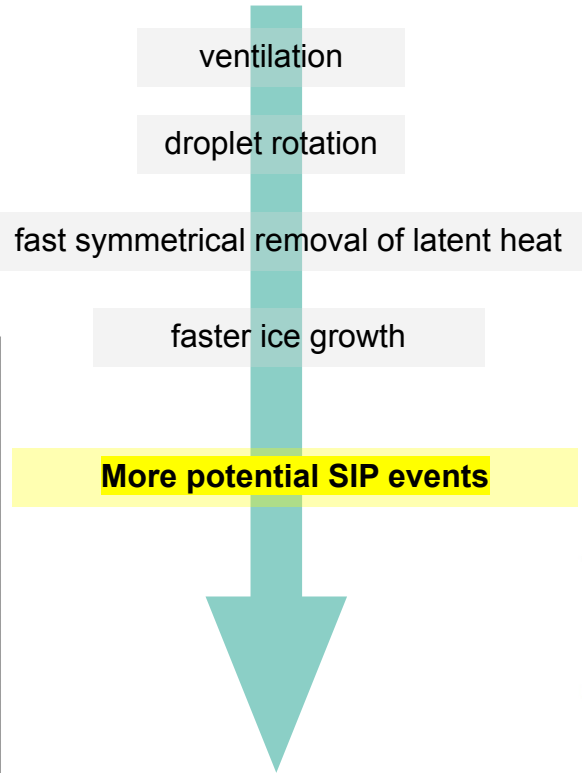 ventilation
droplet rotation
fast symmetrical removal of latent heat
faster ice growth
More potential SIP events